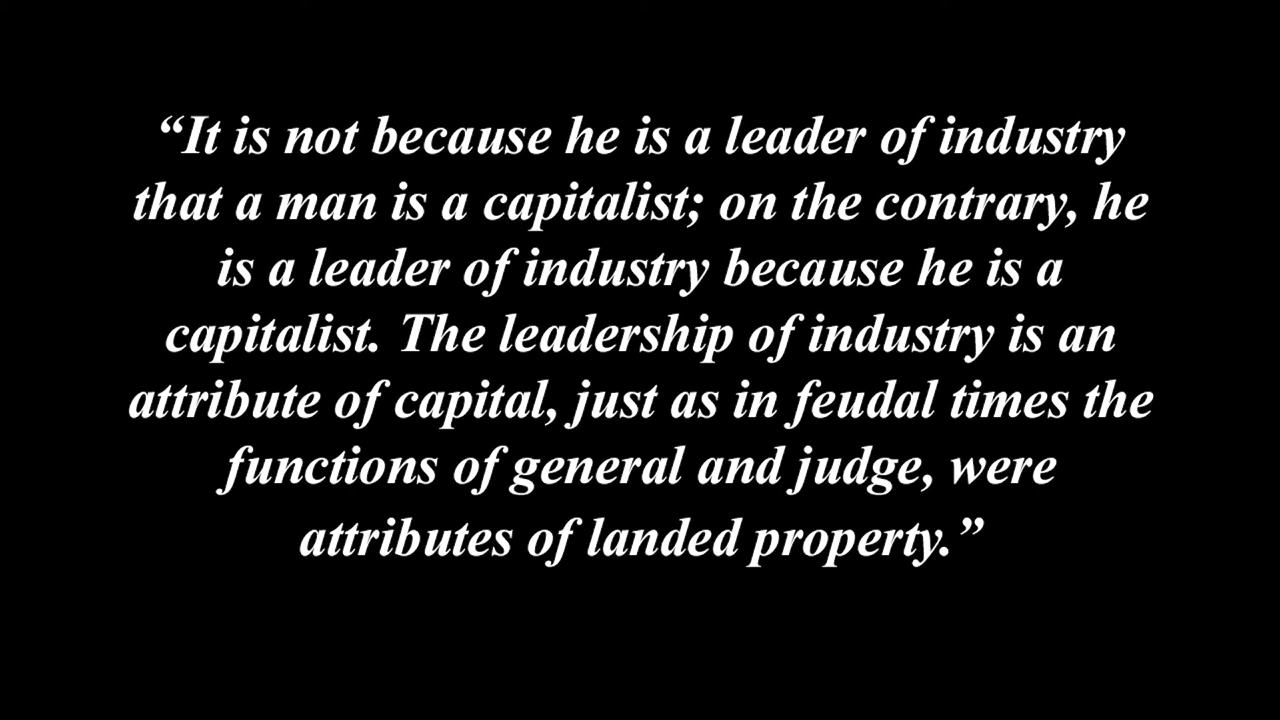 “It is not because he is a leader of industry
that a man is a capitalist; on the contrary, he
is a leader of industry because he is a
capitalist. The leadership of industry is an
attribute of capital, just as in feudal times the
functions of general and judge, were
attributes of landed property.”